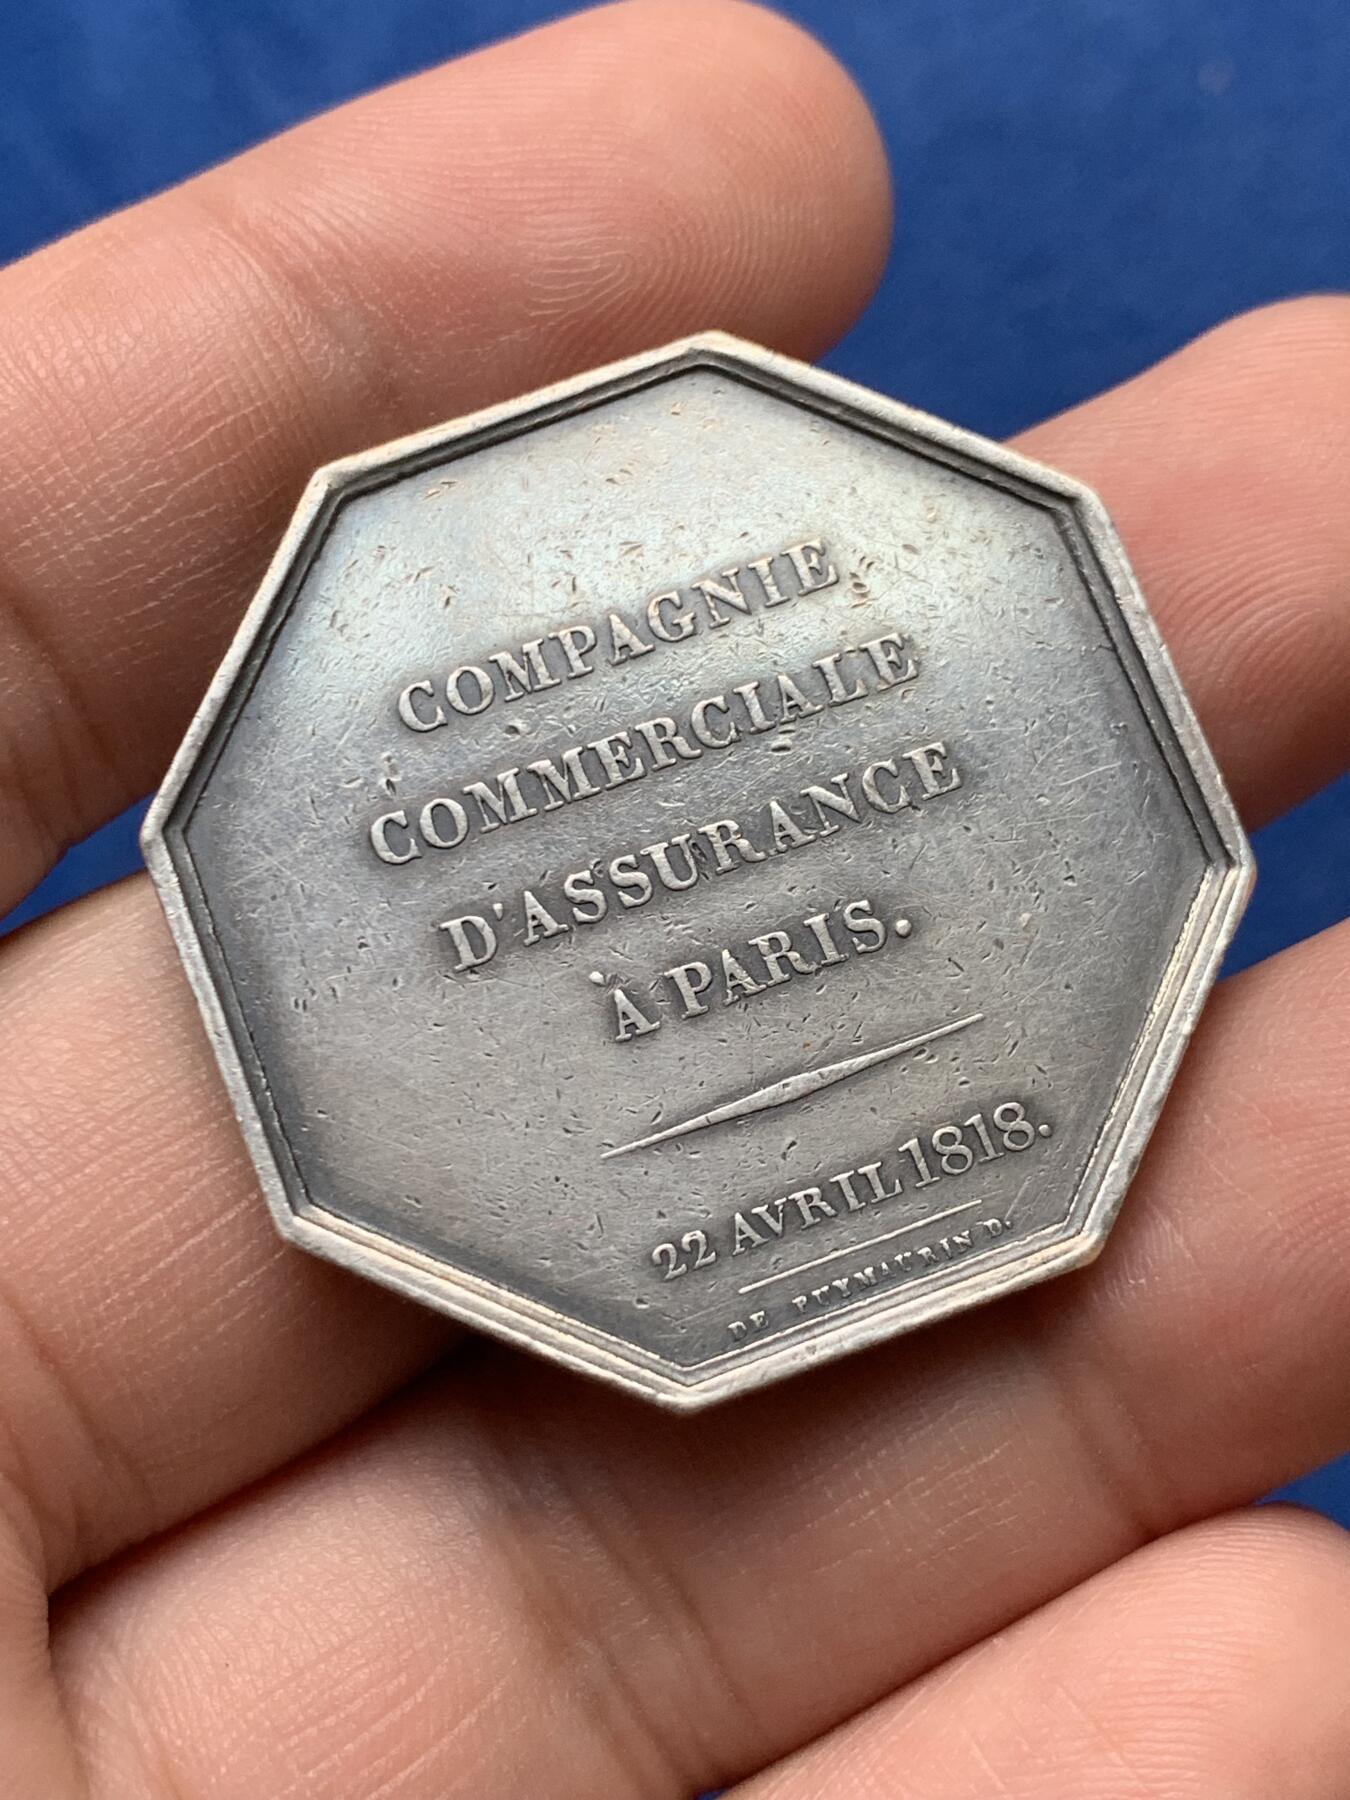 COMPAGNIE
COMMERCIALE
D'ASSURANCE
À PARIS.
22 AVRIL 1818.
DE PUYMAURIN D.